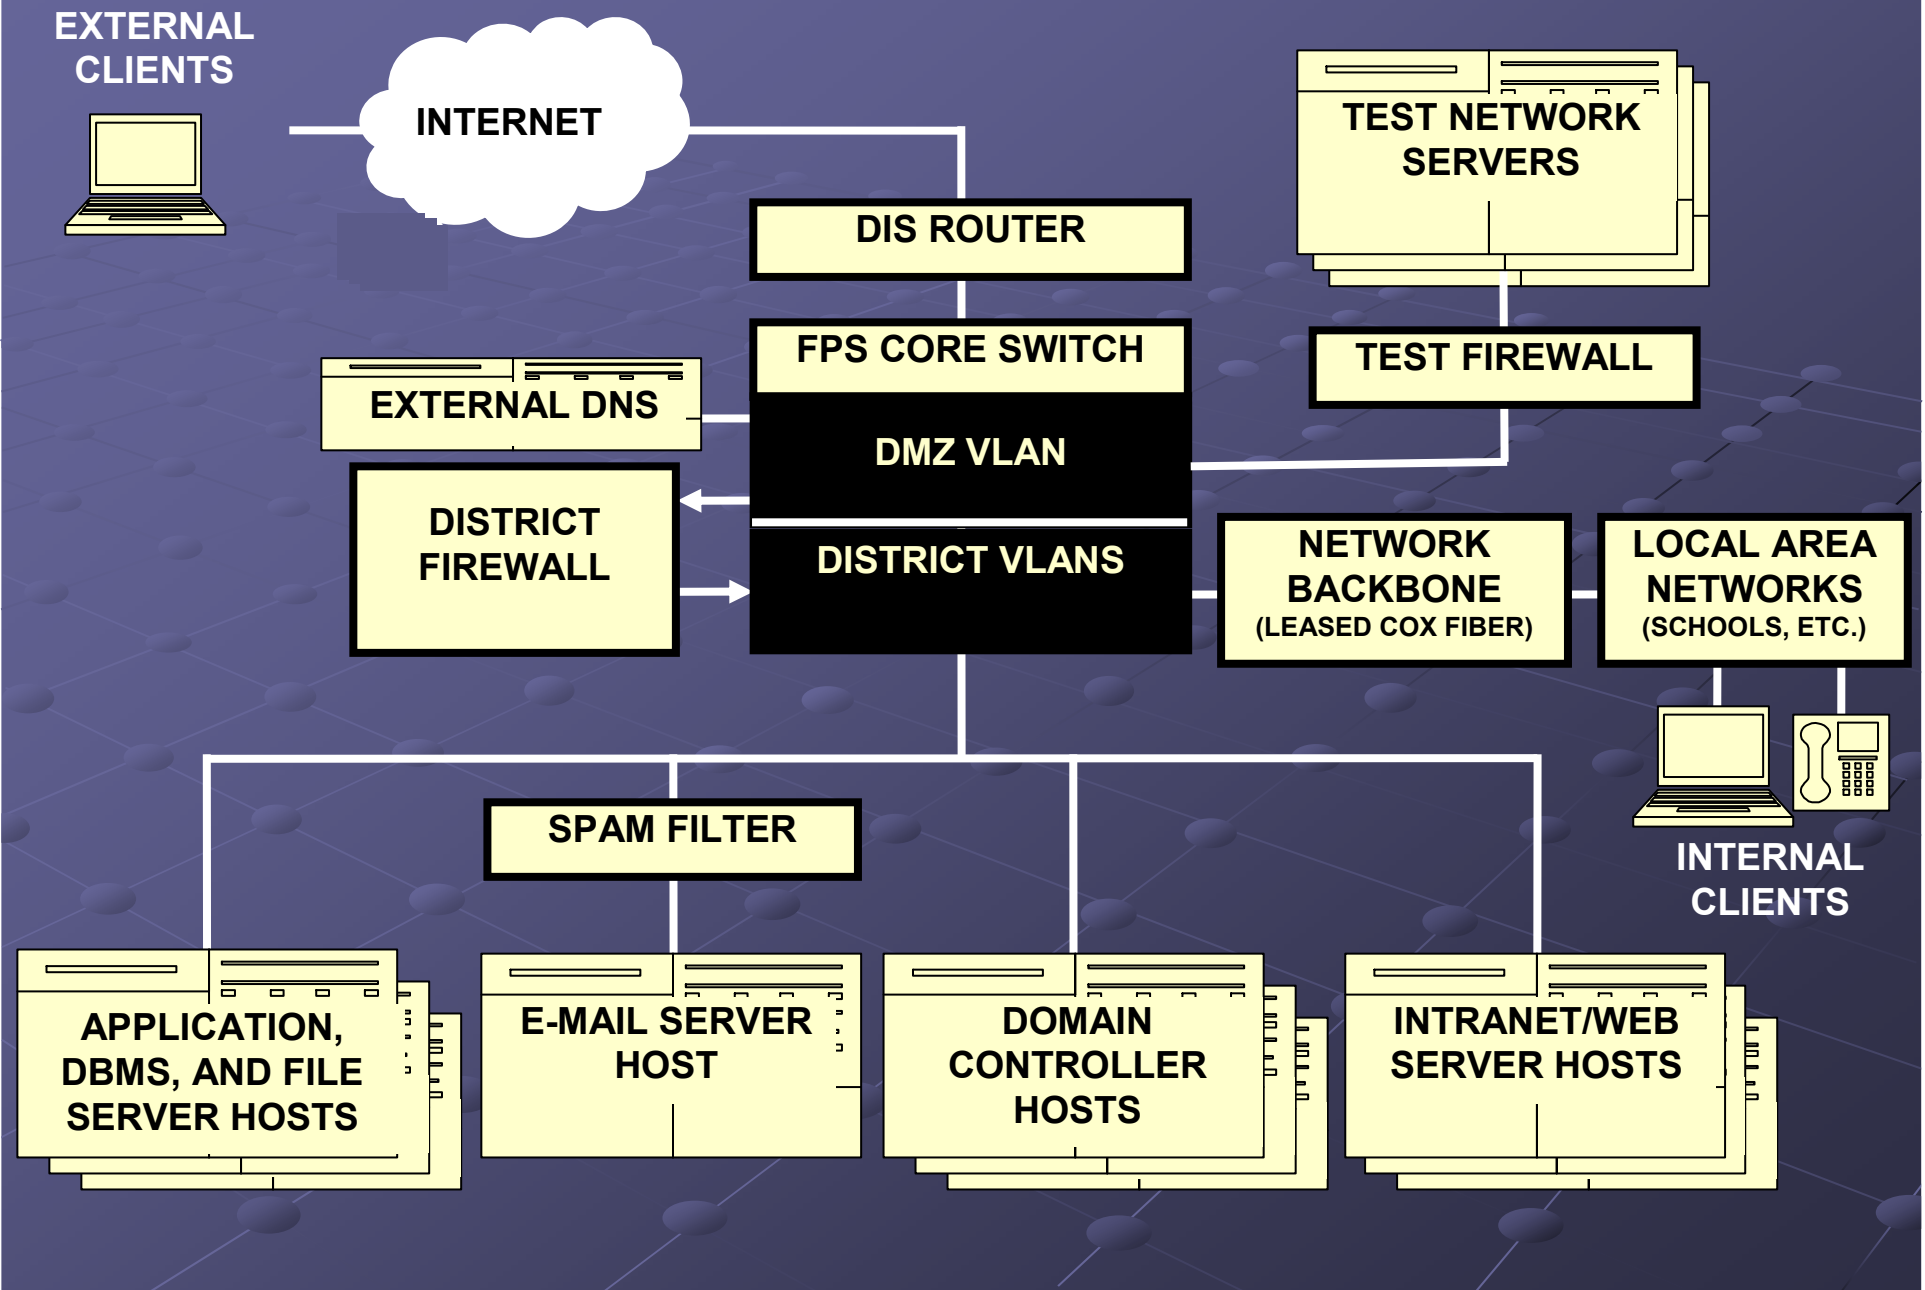 EXTERNAL
CLIENTS
INTERNET
TEST NETWORK
SERVERS
DIS ROUTER
FPS CORE SWITCH
TEST FIREWALL
EXTERNAL DNS
DMZ VLAN
DISTRICT
FIREWALL
DISTRICT VLANS
NETWORK
BACKBONE
(LEASED COX FIBER)
LOCAL AREA
NETWORKS
(SCHOOLS, ETC.)
SPAM FILTER
INTERNAL
CLIENTS
APPLICATION,
DBMS, AND FILE
SERVER HOSTS
E-MAIL SERVER
HOST
DOMAIN
CONTROLLER
HOSTS
INTRANET/WEB
SERVER HOSTS